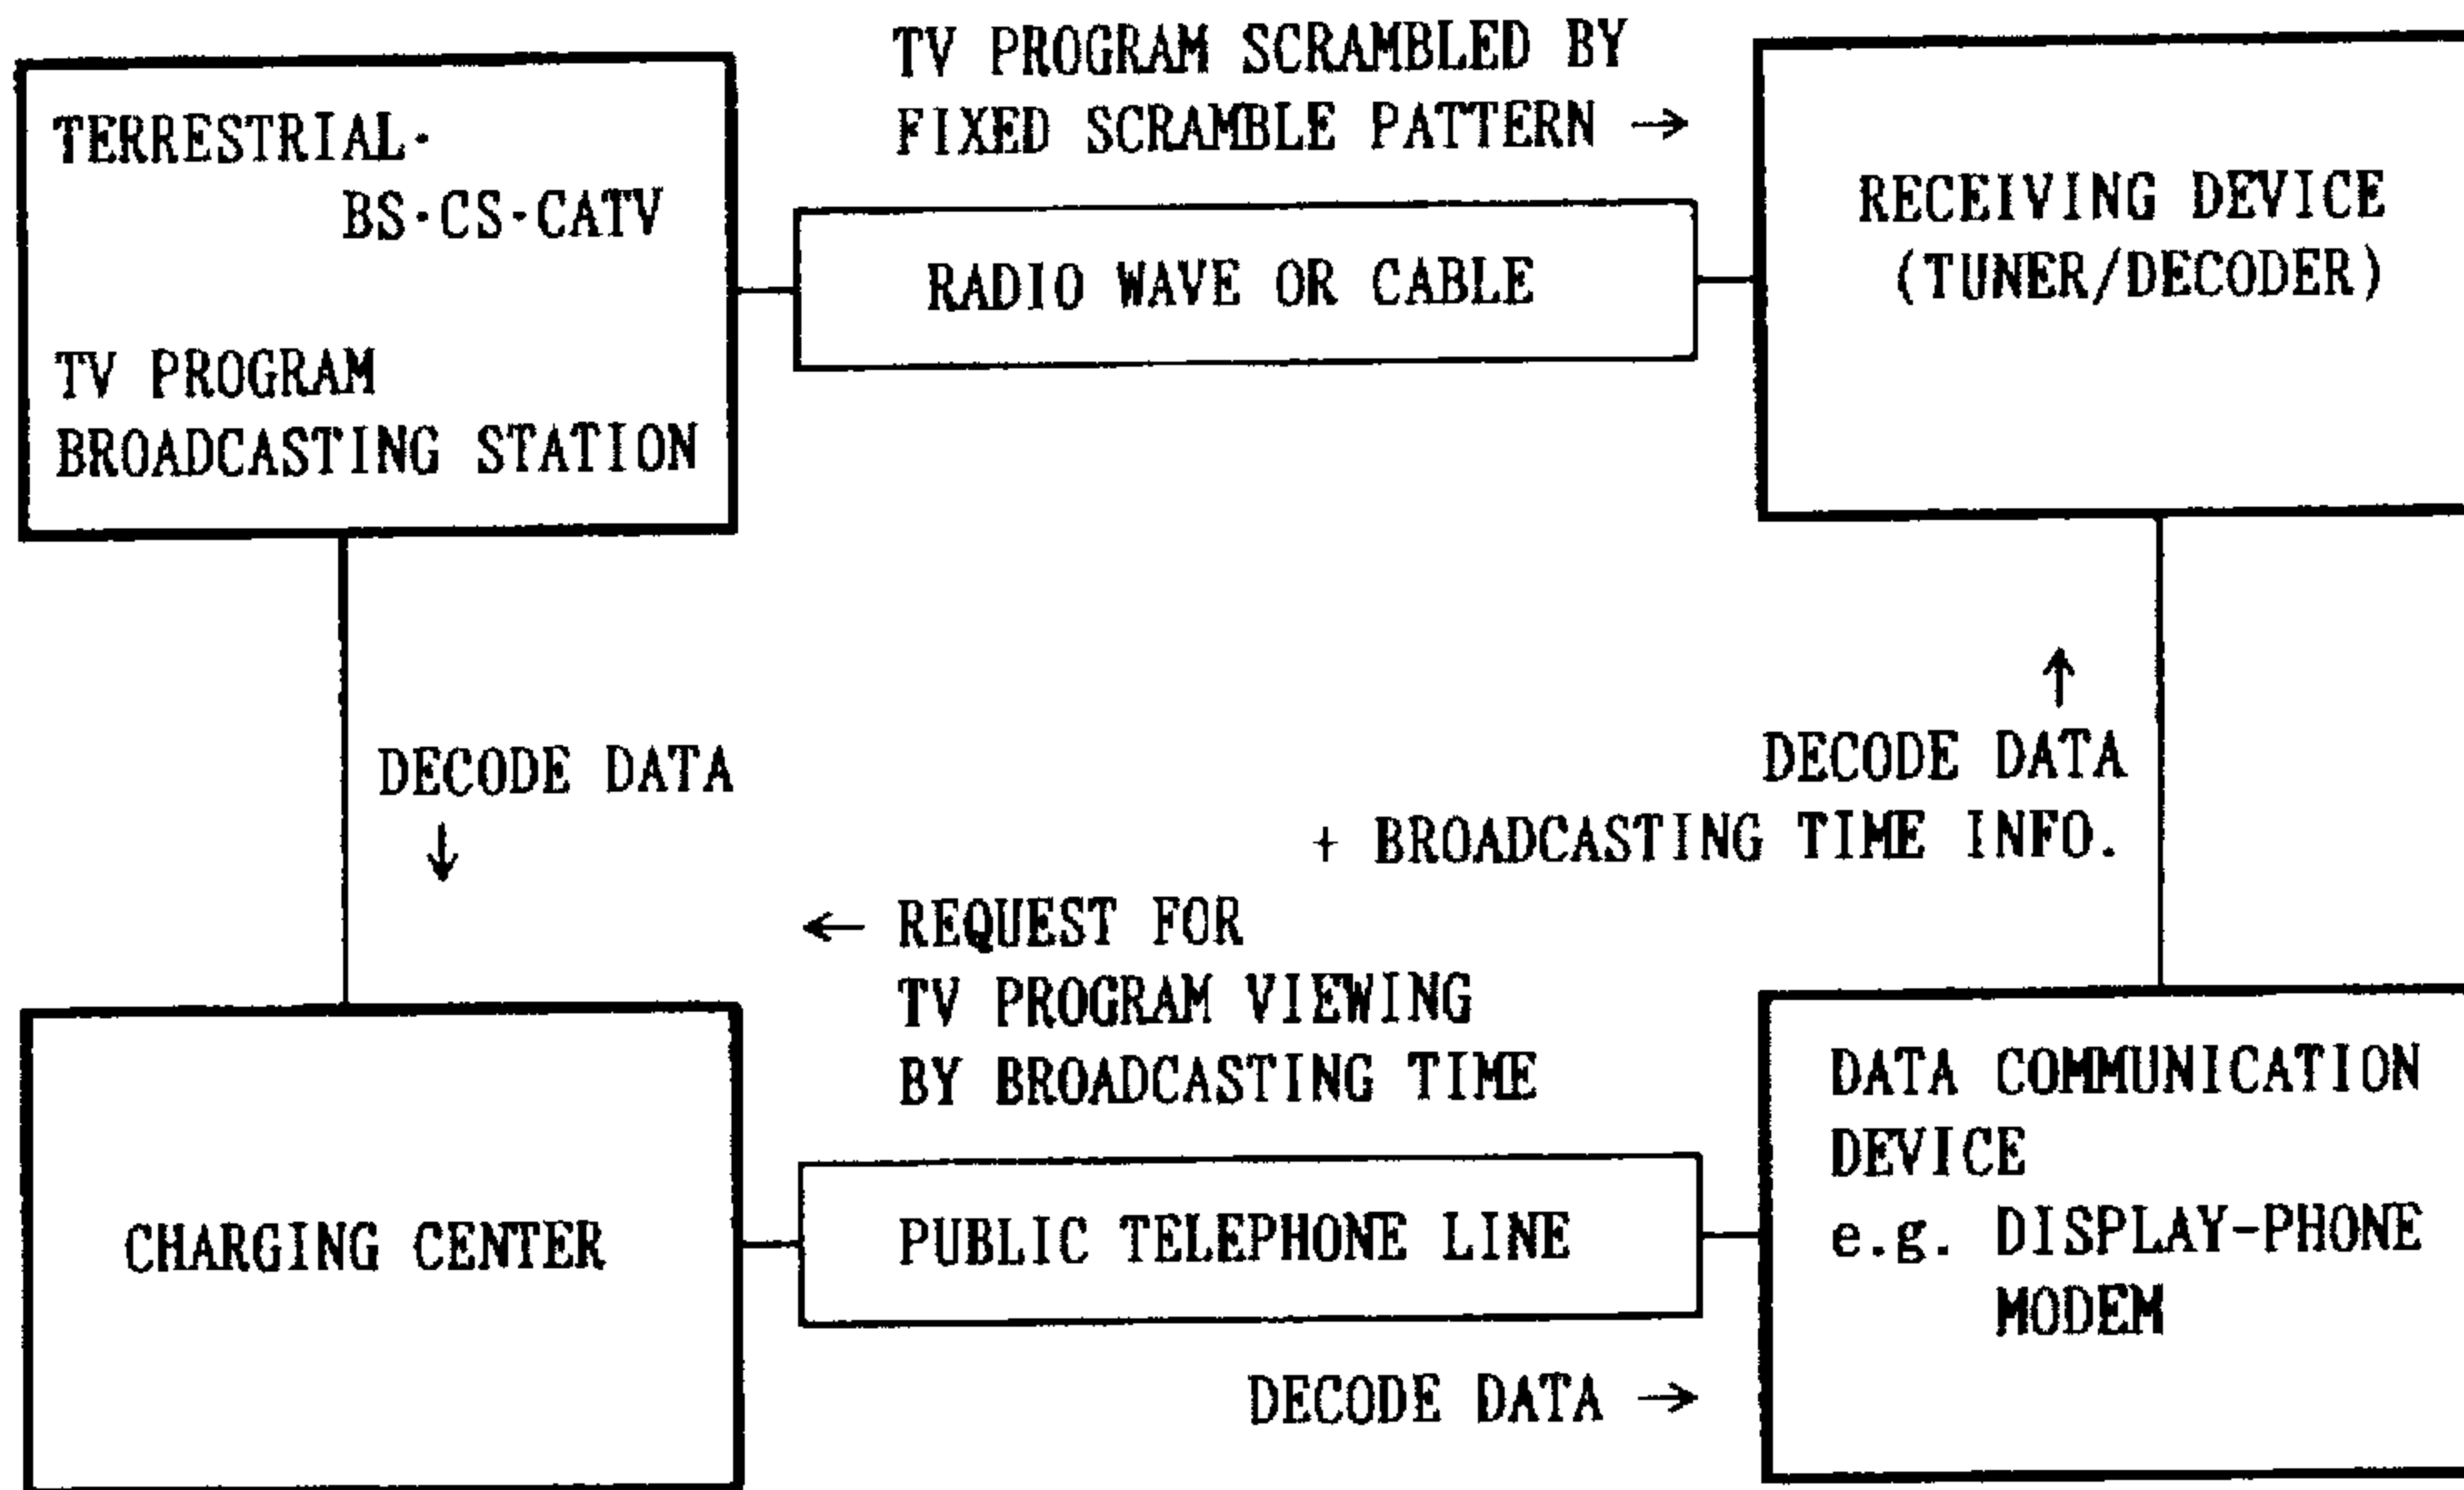 TERRESTRIAL·
BS·CS·CATV
TV PROGRAM
BROADCASTING STATION
TV PROGRAM SCRAMBLED BY
FIXED SCRAMBLE PATTERN →
RADIO WAVE OR CABLE
RECEIVING DEVICE
(TUNER/DECODER)
DECODE DATA
↓
↑
DECODE DATA
+ BROADCASTING TIME INFO.
← REQUEST FOR
TV PROGRAM VIEWING
BY BROADCASTING TIME
CHARGING CENTER
PUBLIC TELEPHONE LINE
DECODE DATA →
DATA COMMUNICATION
DEVICE
e.g. DISPLAY-PHONE
MODEM